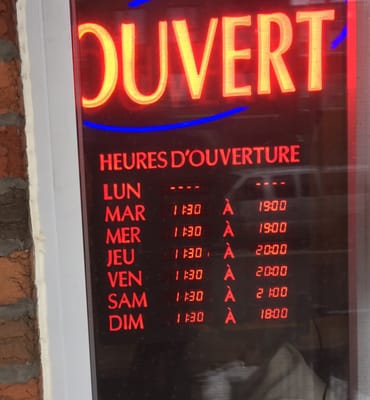 OUVERT
HEURES D'OUVERTURE
LUN ---- ----
MAR 11:30 À 19:00
MER 11:30 À 19:00
JEU 11:30 À 20:00
VEN 11:30 À 20:00
SAM 11:30 À 21:00
DIM 11:30 À 18:00